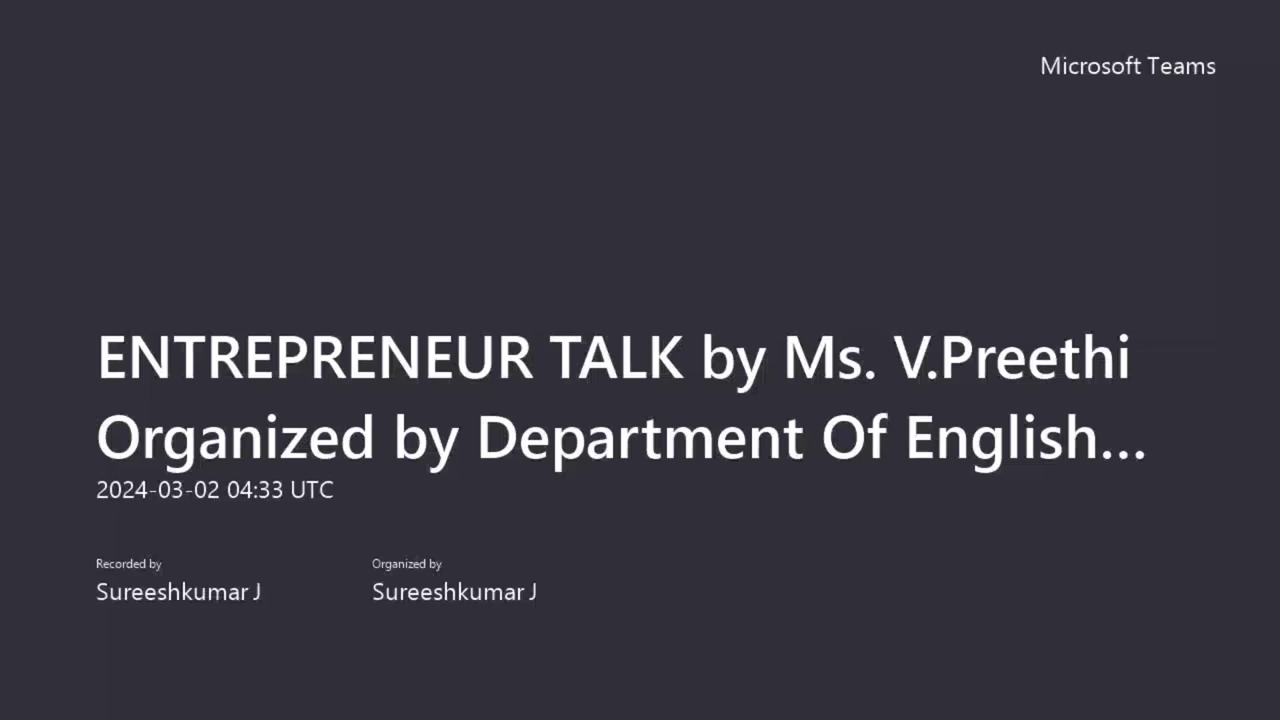 Microsoft Teams
ENTREPRENEUR TALK by Ms. V.Preethi
Organized by Department Of English...
2024-03-02 04:33 UTC
Recorded by
Sureeshkumar J
Organized by
Sureeshkumar J